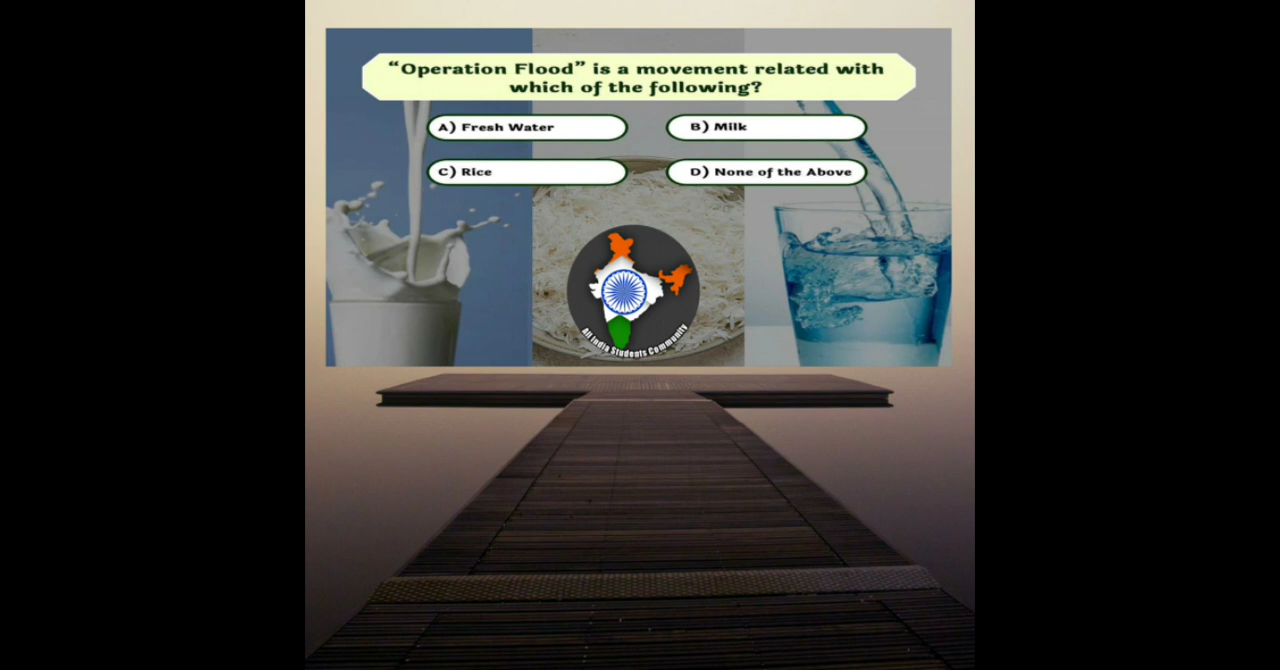 “Operation Flood” is a movement related with
which of the following?
A) Fresh Water
B) Milk
C) Rice
D) None of the Above
All India Students Community